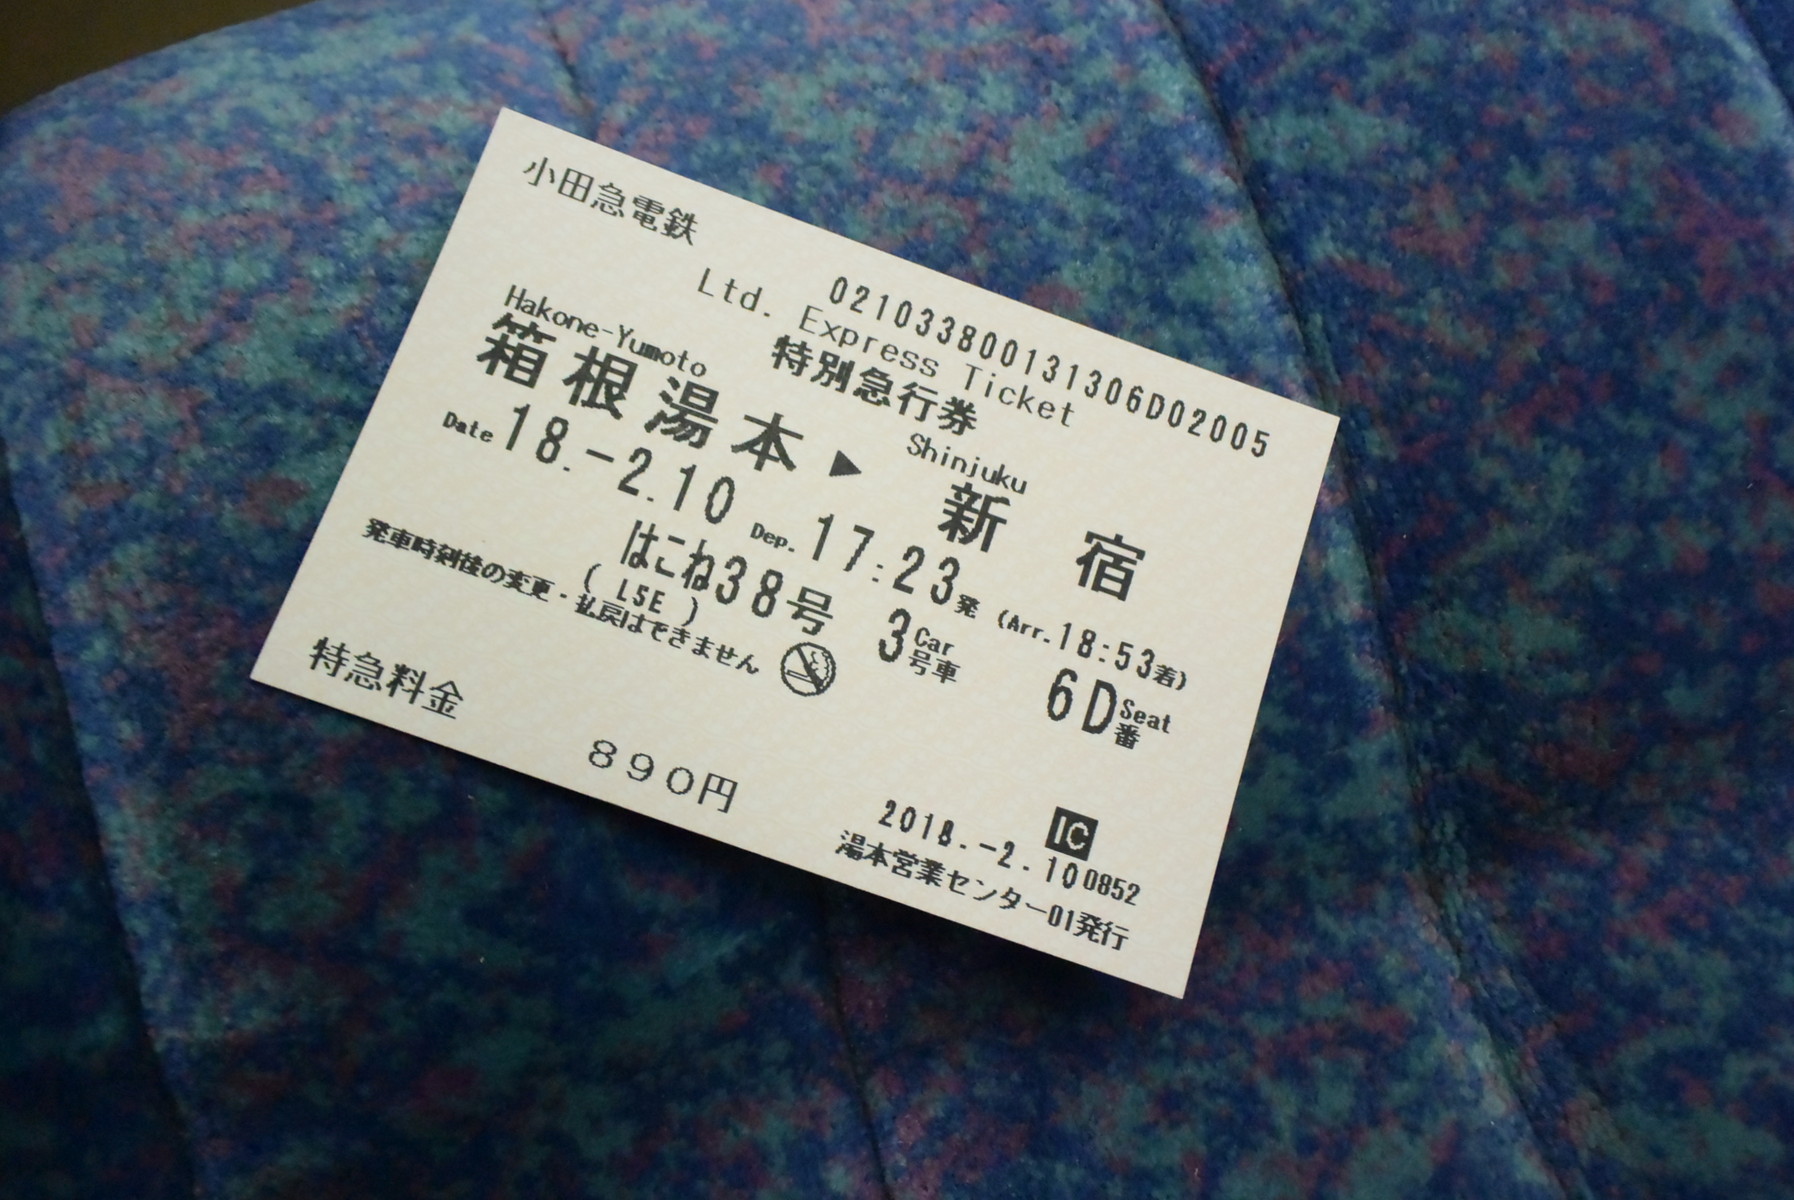 小田急電鉄
02103380013​1306D02005
Ltd. Express Ticket
特別急行券
Hakone-Yumoto Shinjuku
箱根湯本 ▶ 新宿
Date 18.-2.10 Dep. 17:23発 (Arr. 18:53着)
はこね38号 3 Car 号車 6D Seat 番
( LSE )
発車時刻後の変更・払戻はできません
特急料金
890円
IC
2018.-2.10 0852
湯本営業センター01発行